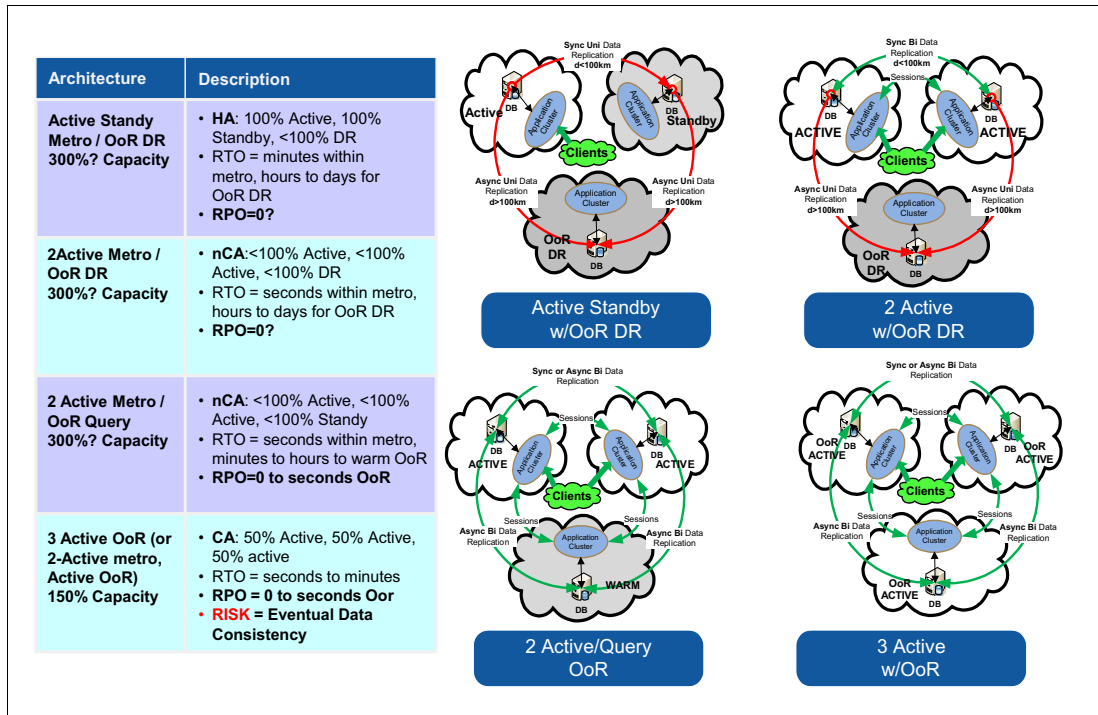 Architecture
Description
Active Standy
Metro / OoR DR
300%? Capacity
• HA: 100% Active, 100%
Standby, <100% DR
• RTO = minutes within
metro, hours to days for
OoR DR
• RPO=0?
2Active Metro /
OoR DR
300%? Capacity
• nCA:<100% Active, <100%
Active, <100% DR
• RTO = seconds within metro,
hours to days for OoR DR
• RPO=0?
2 Active Metro /
OoR Query
300%? Capacity
• nCA: <100% Active, <100%
Active, <100% Standy
• RTO = seconds within metro,
minutes to hours to warm OoR
• RPO=0 to seconds OoR
3 Active OoR (or
2-Active metro,
Active OoR)
150% Capacity
• CA: 50% Active, 50% Active,
50% active
• RTO = seconds to minutes
• RPO = 0 to seconds Oor
• RISK = Eventual Data
Consistency
Sync Uni Data
Replication
d<100km
DB
Active
Application
Cluster
Application
Cluster
DB
Standby
Clients
Async Uni Data
Replication
d>100km
Async Uni Data
Replication
d>100km
Application
Cluster
OoR
DR
DB
Active Standby
w/OoR DR
Sync Bi Data
Replication
d<100km
Sessions
DB
ACTIVE
Application
Cluster
Application
Cluster
DB
ACTIVE
Clients
Async Uni Data
Replication
d>100km
Async Uni Data
Replication
d>100km
Application
Cluster
OoR
DR
DB
2 Active
w/OoR DR
Sync or Async Bi Data
Replication
Sessions
DB
ACTIVE
Application
Cluster
Application
Cluster
DB
ACTIVE
Clients
Sessions
Sessions
Async Bi Data
Replication
Async Bi Data
Replication
Application
Cluster
WARM
DB
2 Active/Query
OoR
Sync or Async Bi Data
Replication
Sessions
DB
OoR
ACTIVE
Application
Cluster
Application
Cluster
DB
OoR
ACTIVE
Clients
Sessions
Sessions
Async Bi Data
Replication
Async Bi Data
Replication
Application
Cluster
OoR
ACTIVE
DB
3 Active
w/OoR